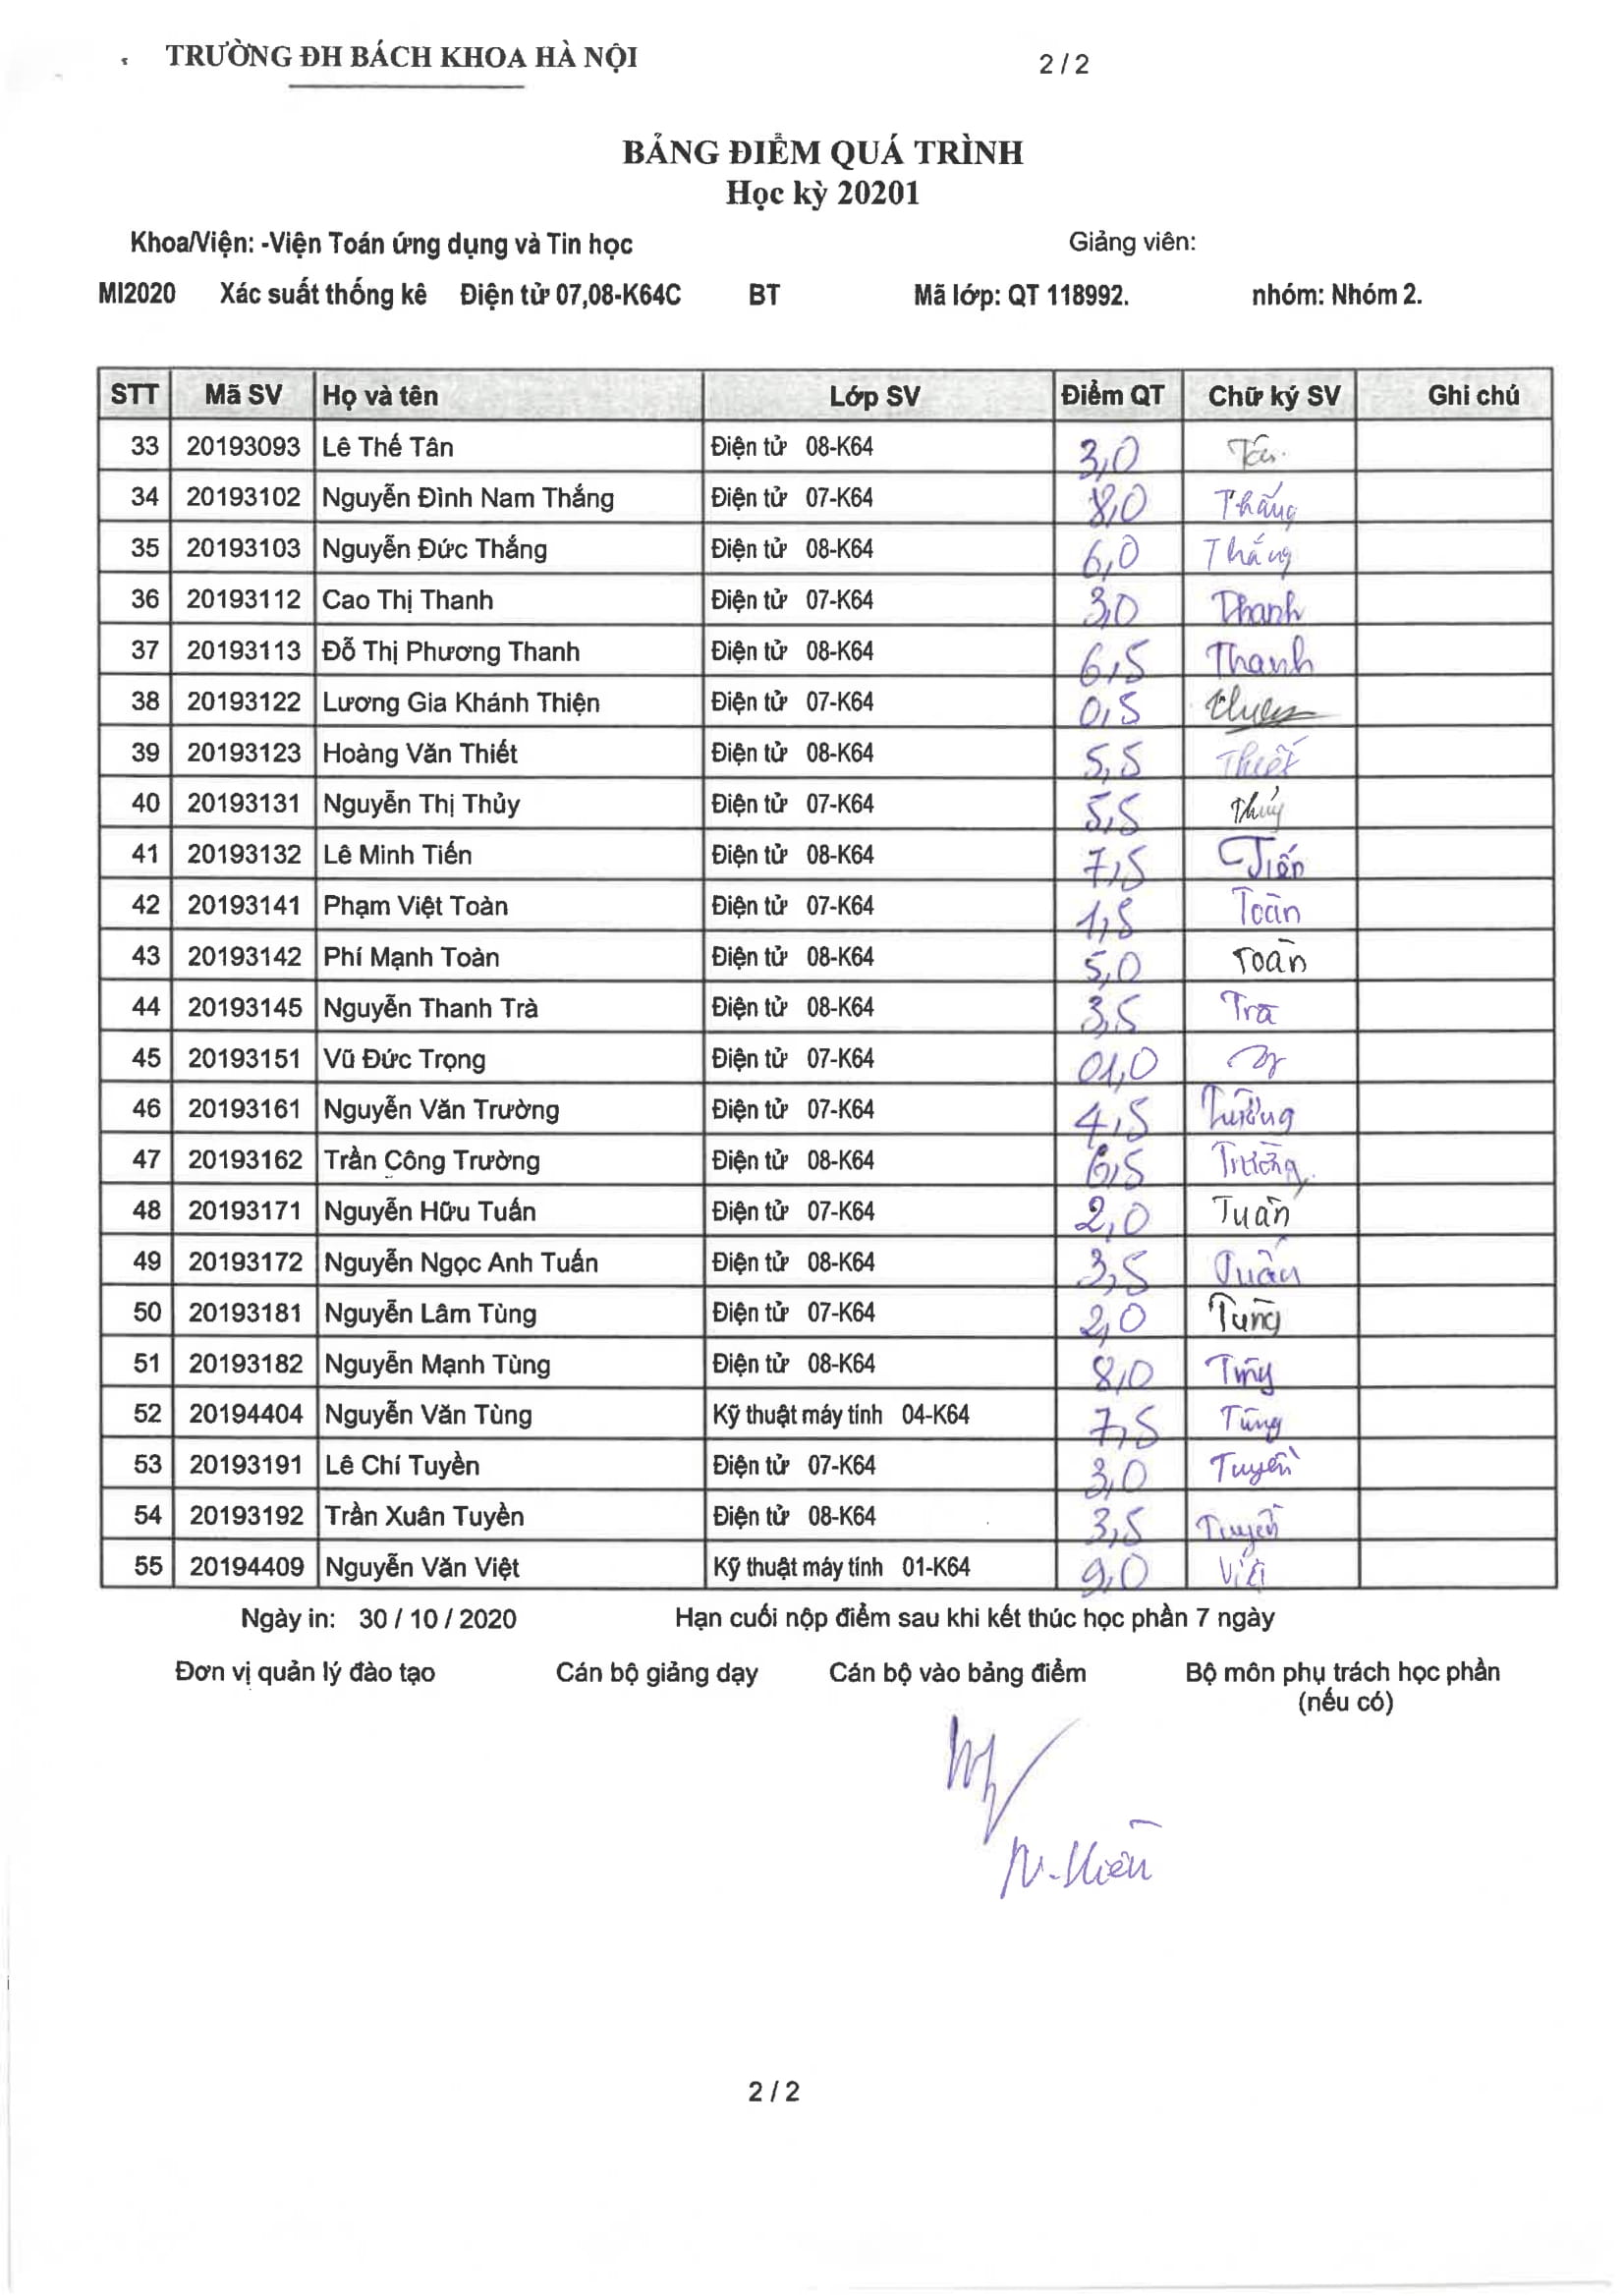 TRƯỜNG ĐH BÁCH KHOA HÀ NỘI 2 / 2
BẢNG ĐIỂM QUÁ TRÌNH
Học kỳ 20201
Khoa/Viện: -Viện Toán ứng dụng và Tin học Giảng viên:
MI2020 Xác suất thống kê Điện tử 07,08-K64C BT Mã lớp: QT 118992. nhóm: Nhóm 2.
STT Mã SV Họ và tên Lớp SV Điểm QT Chữ ký SV Ghi chú
33 20193093 Lê Thế Tân Điện tử 08-K64 3,0 Tân
34 20193102 Nguyễn Đình Nam Thắng Điện tử 07-K64 8,0 Thắng
35 20193103 Nguyễn Đức Thắng Điện tử 08-K64 6,0 Thắng
36 20193112 Cao Thị Thanh Điện tử 07-K64 3,0 Thanh
37 20193113 Đỗ Thị Phương Thanh Điện tử 08-K64 6,5 Thanh
38 20193122 Lương Gia Khánh Thiện Điện tử 07-K64 0,5
39 20193123 Hoàng Văn Thiết Điện tử 08-K64 5,5 Thiết
40 20193131 Nguyễn Thị Thủy Điện tử 07-K64 5,5 Thủy
41 20193132 Lê Minh Tiến Điện tử 08-K64 7,5 Tiến
42 20193141 Phạm Việt Toàn Điện tử 07-K64 1,5 Toàn
43 20193142 Phí Mạnh Toàn Điện tử 08-K64 5,0 Toàn
44 20193145 Nguyễn Thanh Trà Điện tử 08-K64 3,5 Trà
45 20193151 Vũ Đức Trọng Điện tử 07-K64 01,0
46 20193161 Nguyễn Văn Trường Điện tử 07-K64 4,5 Trường
47 20193162 Trần Công Trường Điện tử 08-K64 6,5 Trường
48 20193171 Nguyễn Hữu Tuấn Điện tử 07-K64 2,0 Tuấn
49 20193172 Nguyễn Ngọc Anh Tuấn Điện tử 08-K64 3,5 Tuấn
50 20193181 Nguyễn Lâm Tùng Điện tử 07-K64 2,0 Tùng
51 20193182 Nguyễn Mạnh Tùng Điện tử 08-K64 8,0 Tùng
52 20194404 Nguyễn Văn Tùng Kỹ thuật máy tính 04-K64 7,5 Tùng
53 20193191 Lê Chí Tuyền Điện tử 07-K64 3,0 Tuyền
54 20193192 Trần Xuân Tuyền Điện tử 08-K64 3,5 Tuyền
55 20194409 Nguyễn Văn Việt Kỹ thuật máy tính 01-K64 9,0 Việt
Ngày in: 30 / 10 / 2020 Hạn cuối nộp điểm sau khi kết thúc học phần 7 ngày
Đơn vị quản lý đào tạo Cán bộ giảng dạy Cán bộ vào bảng điểm Bộ môn phụ trách học phần
(nếu có)
2 / 2